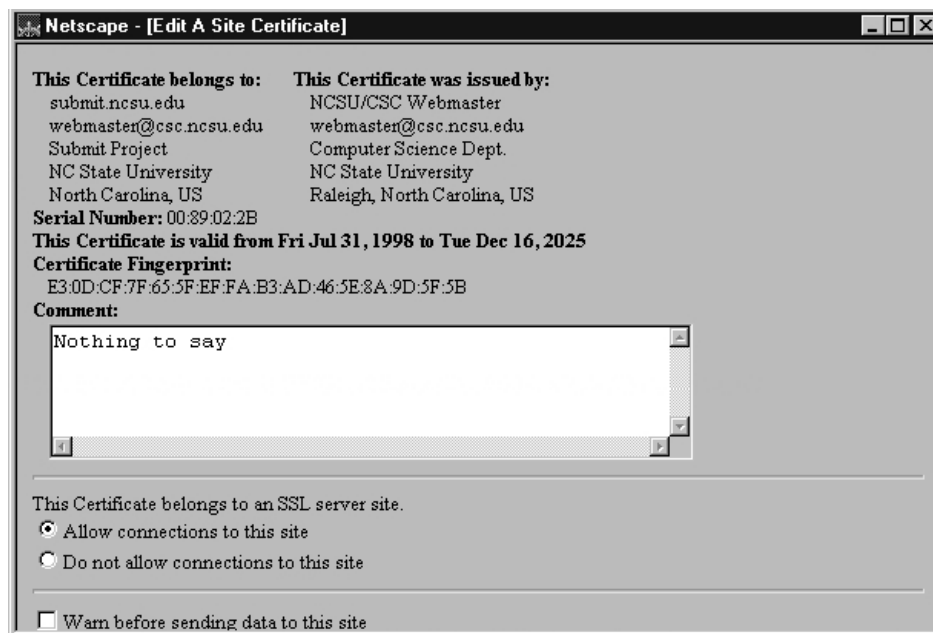 Netscape - [Edit A Site Certificate]
This Certificate belongs to: This Certificate was issued by:
submit.ncsu.edu NCSU/CSC Webmaster
webmaster@csc.ncsu.edu webmaster@csc.ncsu.edu
Submit Project Computer Science Dept.
NC State University NC State University
North Carolina, US Raleigh, North Carolina, US
Serial Number: 00:89:02:2B
This Certificate is valid from Fri Jul 31, 1998 to Tue Dec 16, 2025
Certificate Fingerprint:
E3:0D:CF:7F:65:5F:EF:FA:B3:AD:46:5E:8A:9D:5F:5B
Comment:
Nothing to say
This Certificate belongs to an SSL server site.
Allow connections to this site
Do not allow connections to this site
Warn before sending data to this site